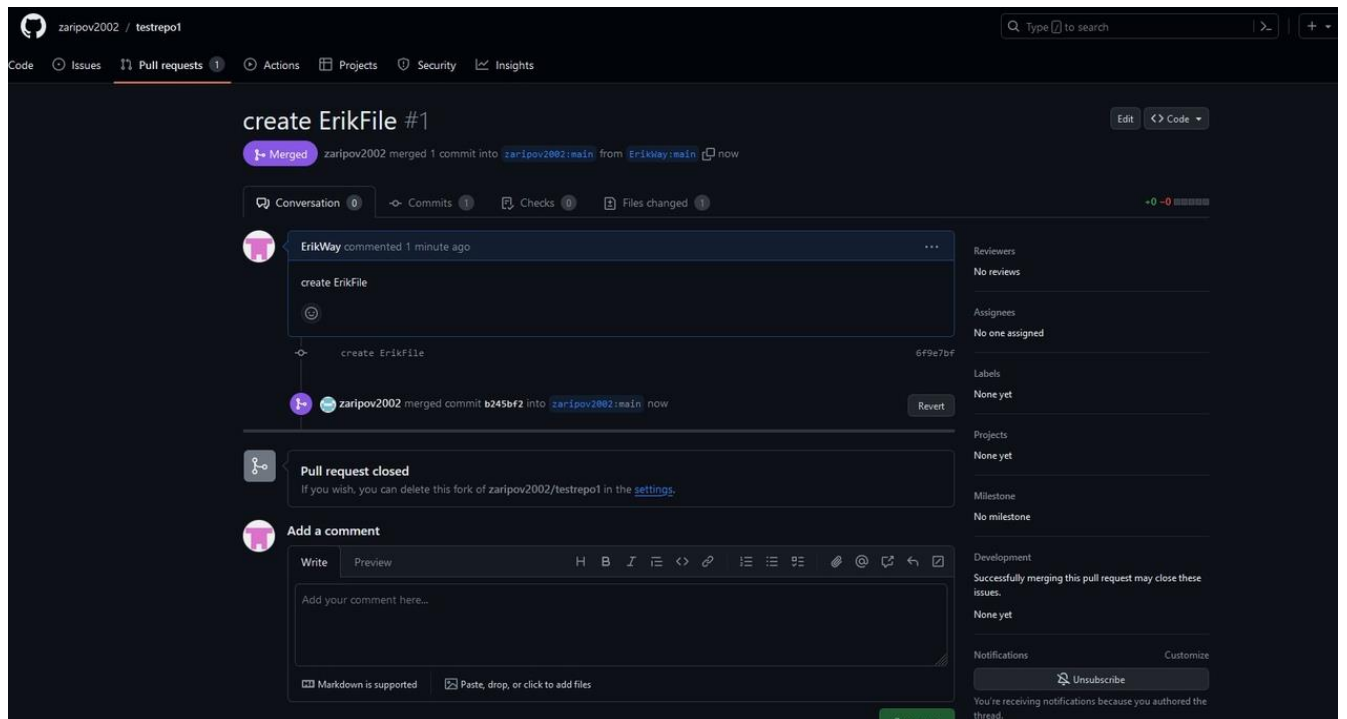 zaripov2002 / testrepo1
Type / to search
Code Issues Pull requests 1 Actions Projects Security Insights
create ErikFile #1
Edit <> Code
Merged zaripov2002 merged 1 commit into zaripov2002:main from ErikWay:main now
Conversation 0 Commits 1 Checks 0 Files changed 1
+0 −0
ErikWay commented 1 minute ago
create ErikFile
create ErikFile 6f9e7bf
zaripov2002 merged commit b245bf2 into zaripov2002:main now
Revert
Pull request closed
If you wish, you can delete this fork of zaripov2002/testrepo1 in the settings.
Add a comment
Write Preview
Add your comment here...
Markdown is supported
Paste, drop, or click to add files
Reviewers
No reviews
Assignees
No one assigned
Labels
None yet
Projects
None yet
Milestone
No milestone
Development
Successfully merging this pull request may close these
issues.
None yet
Notifications Customize
Unsubscribe
You're receiving notifications because you authored the
thread.